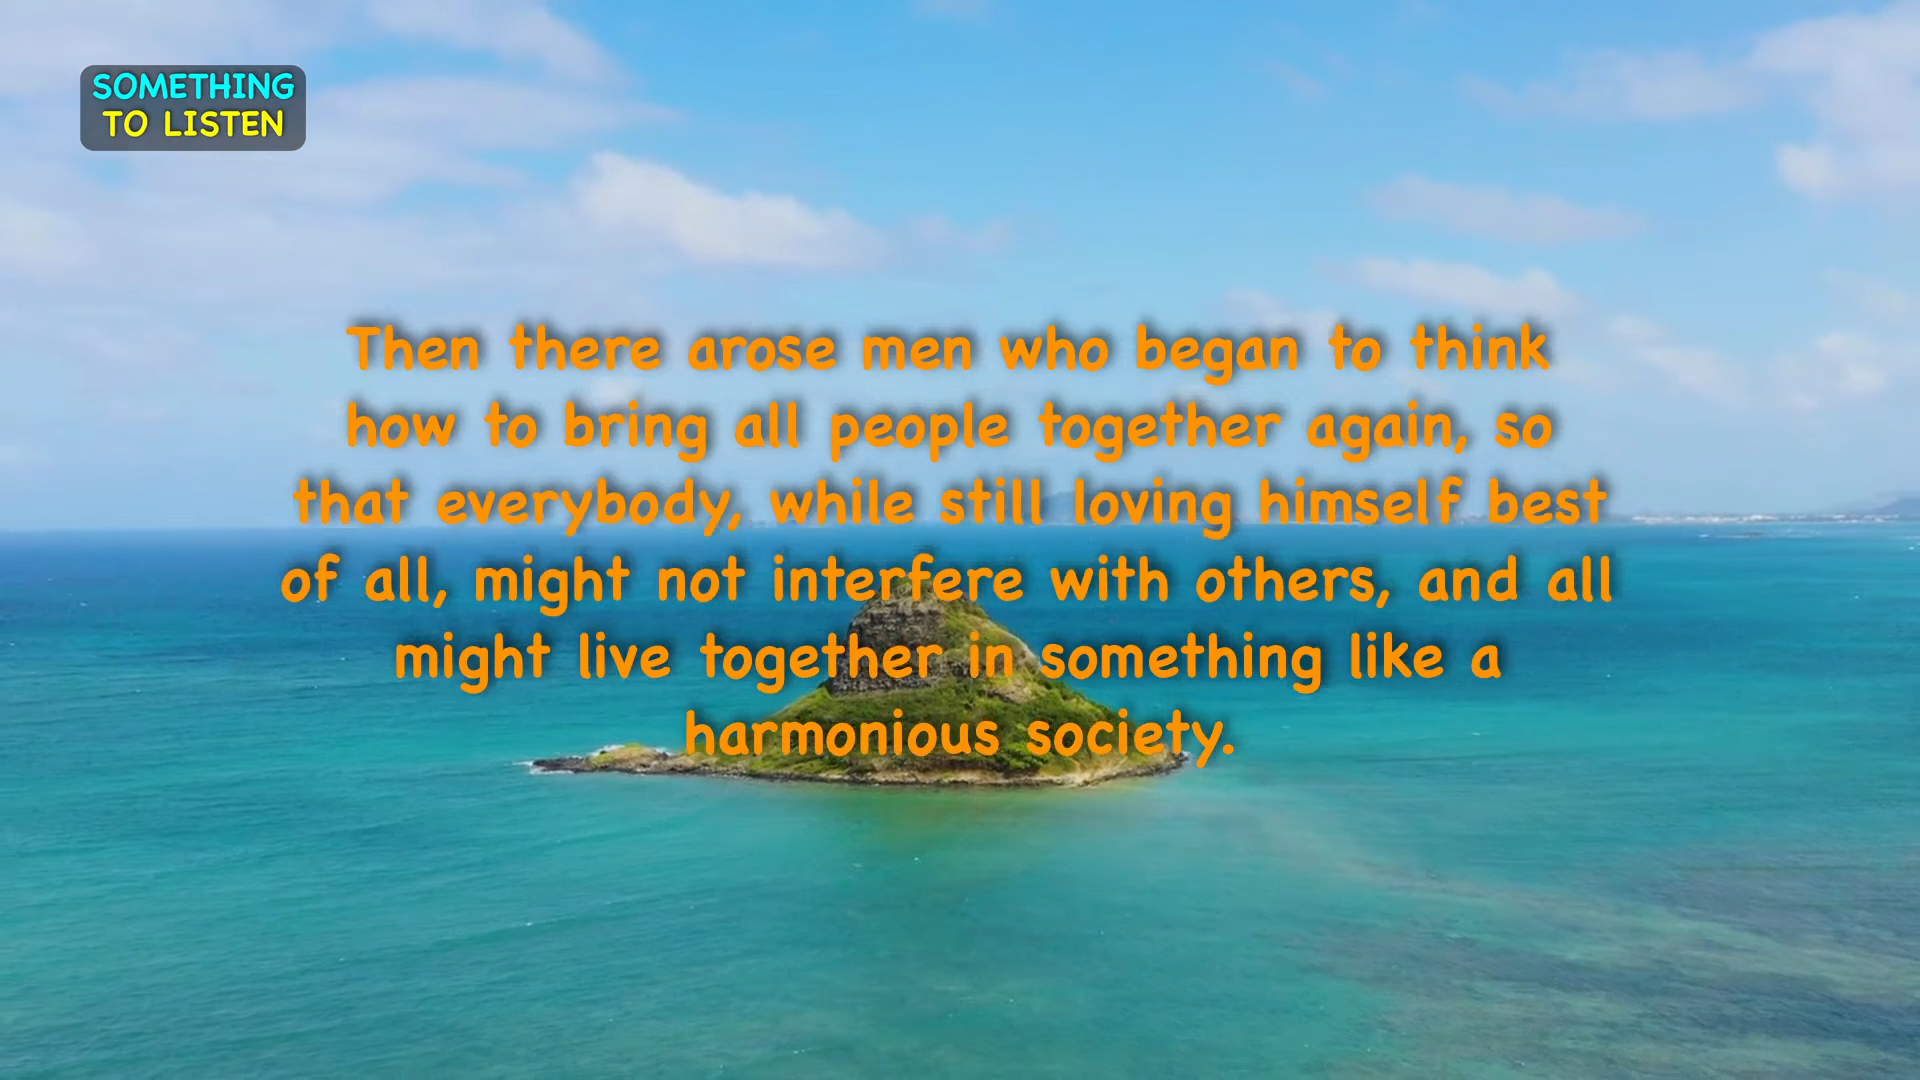 SOMETHING
TO LISTEN
Then there arose men who began to think
how to bring all people together again, so
that everybody, while still loving himself best
of all, might not interfere with others, and all
might live together in something like a
harmonious society.